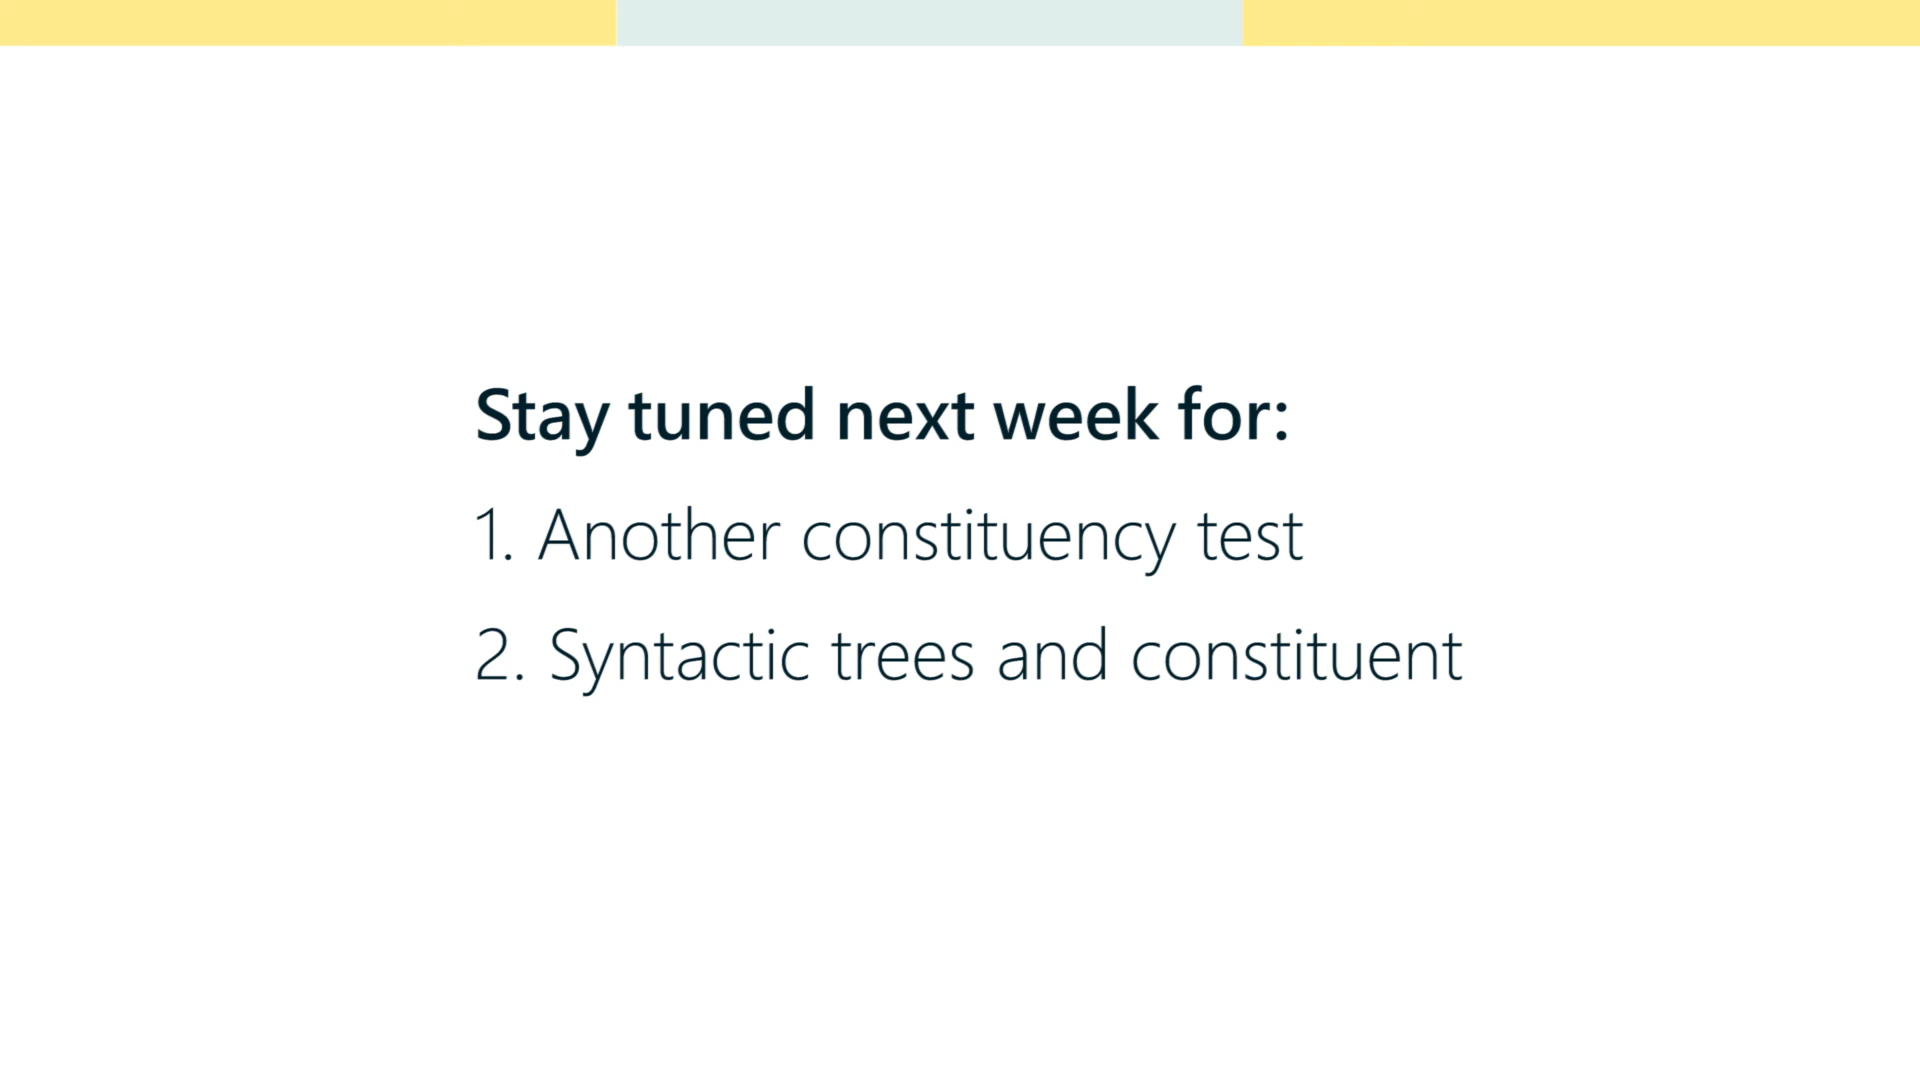 Stay tuned next week for:
1. Another constituency test
2. Syntactic trees and constituent